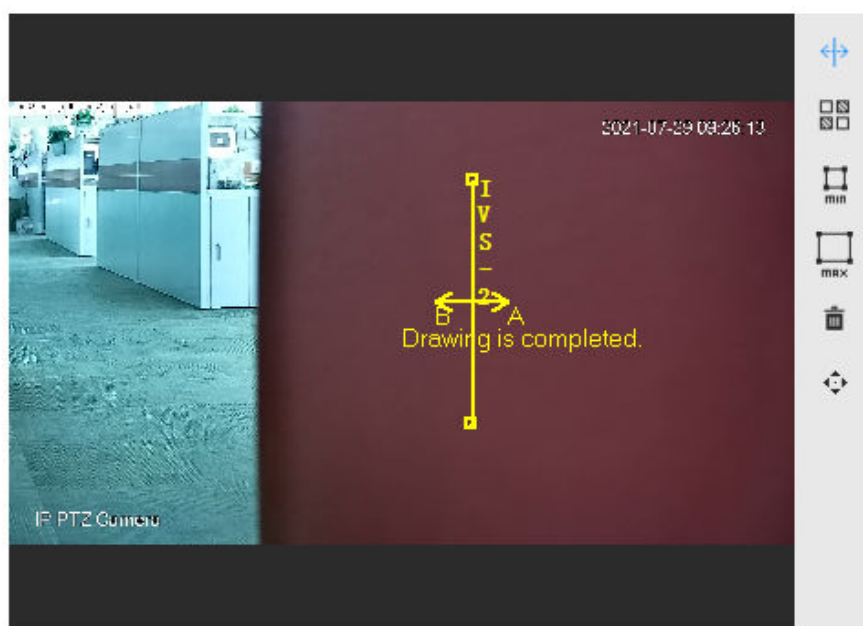 2021-07-29 09:26:13
IVS-2
B A
Drawing is completed.
IP PTZ Camera
min
max